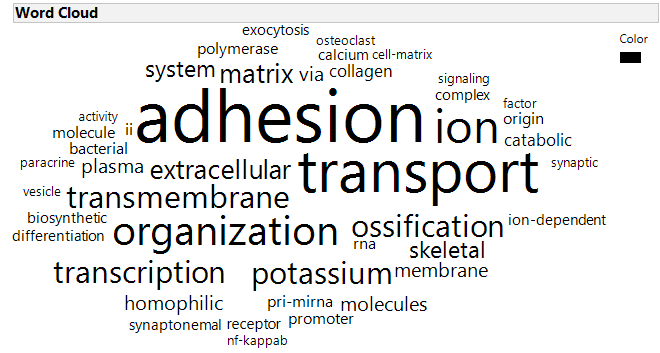 Word Cloud
exocytosis
Color
osteoclast
polymerase
calcium cell-matrix
system matrix via collagen
signaling
complex
factor
adhesion ion origin
activity
molecule ii
catabolic
bacterial
paracrine plasma extracellular transport synaptic
vesicle transmembrane
biosynthetic organization ossification ion-dependent
differentiation
rna skeletal
transcription potassium membrane
homophilic pri-mirna molecules
synaptonemal receptor promoter
nf-kappab